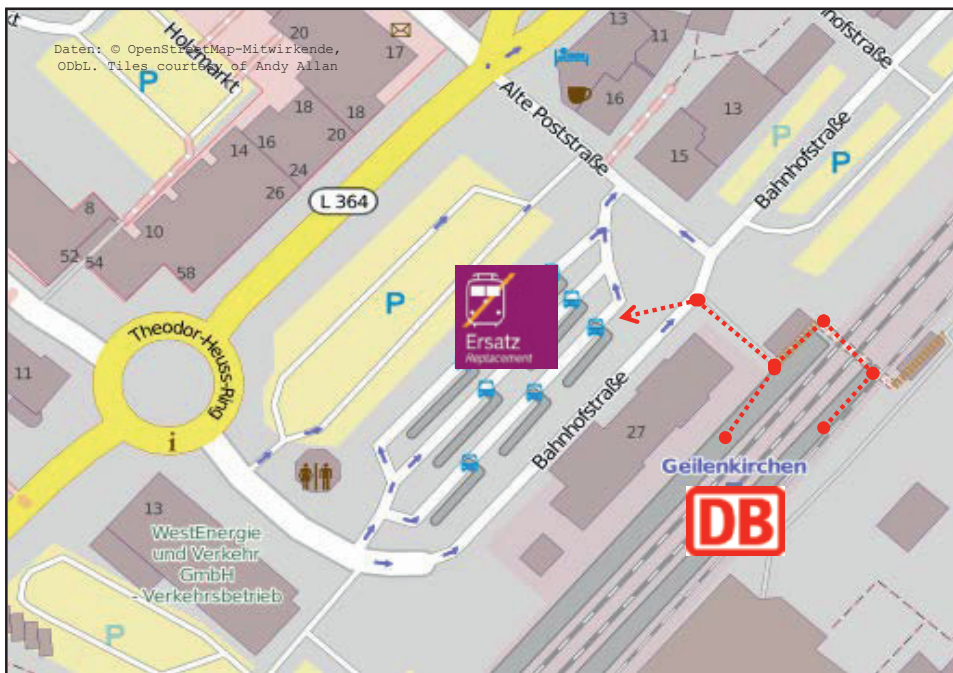 Daten: © OpenStreetMap-Mitwirkende,
ODbL. Tiles courtesy of Andy Allan
Holzmarkt
P
20
17
18
18
20
16
14
24
26
8
10
52
54
58
13
11
16
13
15
Alte Poststraße
Bahnhofstraße
Bahnhofstraße
P
P
L 364
P
Ersatz
Replacement
Theodor-Heuss-Ring
11
i
Bahnhofstraße
27
Geilenkirchen
DB
13
WestEnergie
und Verkehr
GmbH
- Verkehrsbetrieb
P